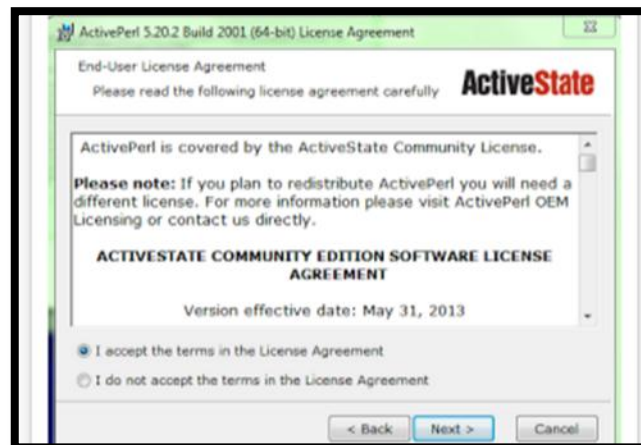 ActivePerl 5.20.2 Build 2001 (64-bit) License Agreement
End-User License Agreement
Please read the following license agreement carefully
ActiveState
ActivePerl is covered by the ActiveState Community License.
Please note: If you plan to redistribute ActivePerl you will need a
different license. For more information please visit ActivePerl OEM
Licensing or contact us directly.
ACTIVESTATE COMMUNITY EDITION SOFTWARE LICENSE
AGREEMENT
Version effective date: May 31, 2013
I accept the terms in the License Agreement
I do not accept the terms in the License Agreement
< Back Next > Cancel